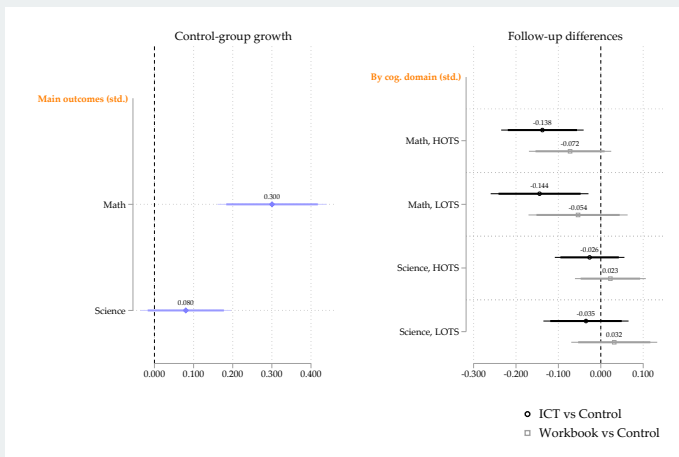 Control-group growth
Main outcomes (std.)
Math
0.300
Science
0.080
0.000 0.100 0.200 0.300 0.400
Follow-up differences
By cog. domain (std.)
Math, HOTS
-0.138
-0.072
Math, LOTS
-0.144
-0.054
Science, HOTS
-0.026
0.023
Science, LOTS
-0.035
0.032
-0.300 -0.200 -0.100 0.000 0.100
ICT vs Control
Workbook vs Control